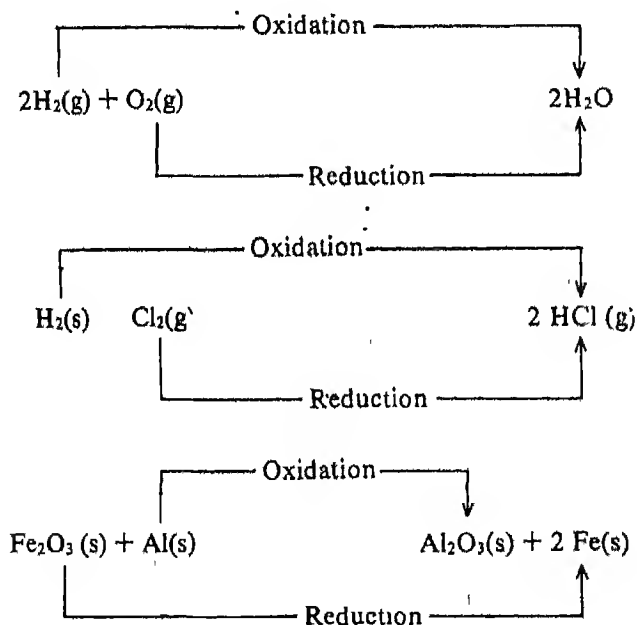 Oxidation
2H₂(g) + O₂(g) 2H₂O
Reduction
Oxidation
H₂(s) Cl₂(g) 2 HCl (g)
Reduction
Oxidation
Fe₂O₃ (s) + Al(s) Al₂O₃(s) + 2 Fe(s)
Reduction